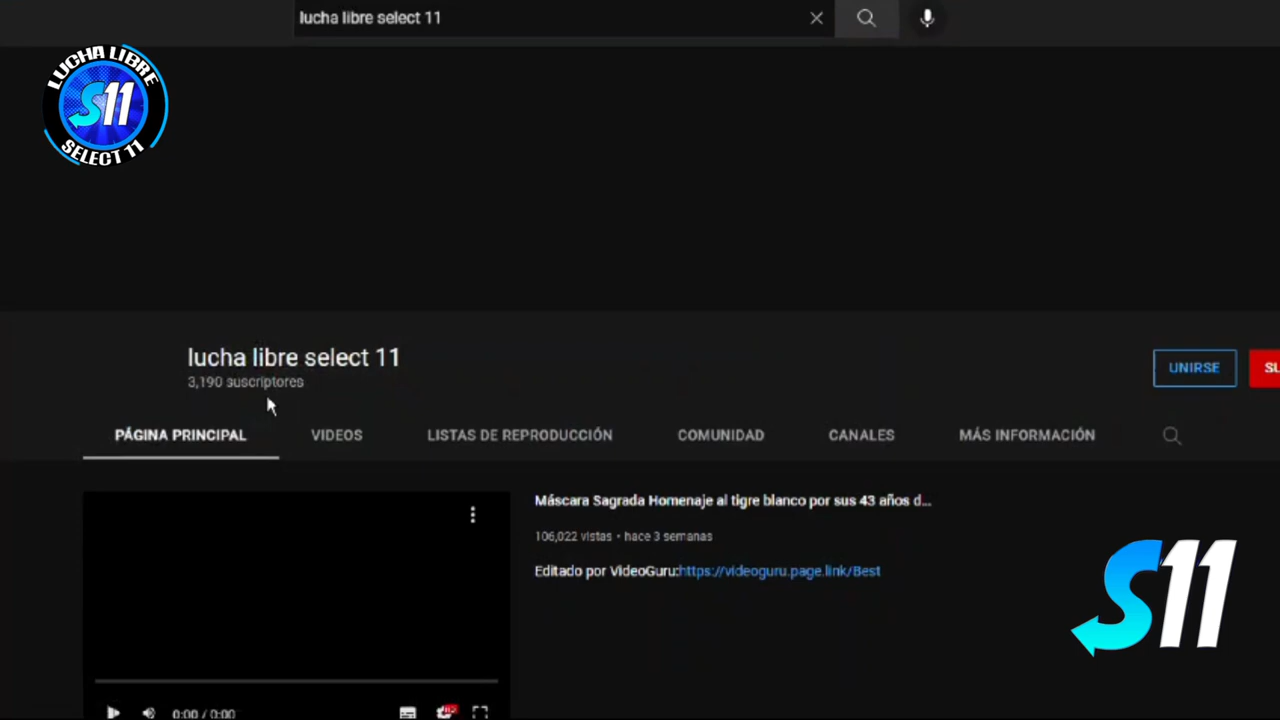 lucha libre select 11
LUCHA LIBRE
S11
SELECT 11
lucha libre select 11
3,190 suscriptores
UNIRSE
SU
PÁGINA PRINCIPAL
VIDEOS
LISTAS DE REPRODUCCIÓN
COMUNIDAD
CANALES
MÁS INFORMACIÓN
Máscara Sagrada Homenaje al tigre blanco por sus 43 años d...
106,022 vistas • hace 3 semanas
Editado por VideoGuru:https://videoguru.page.link/Best
S11
0:00 / 0:00